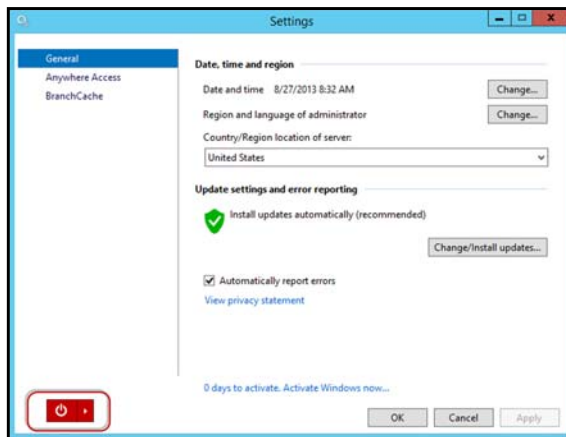 Settings
General
Anywhere Access
BranchCache
Date, time and region
Date and time 8/27/2013 8:32 AM
Change...
Region and language of administrator
Change...
Country/Region location of server:
United States
Update settings and error reporting
Install updates automatically (recommended)
Change/Install updates...
Automatically report errors
View privacy statement
0 days to activate. Activate Windows now...
OK
Cancel
Apply